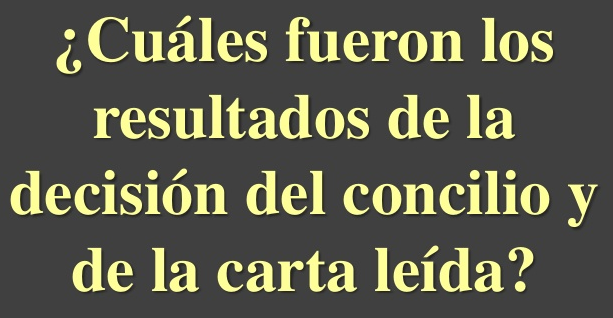 ¿Cuáles fueron los
resultados de la
decisión del concilio y
de la carta leída?